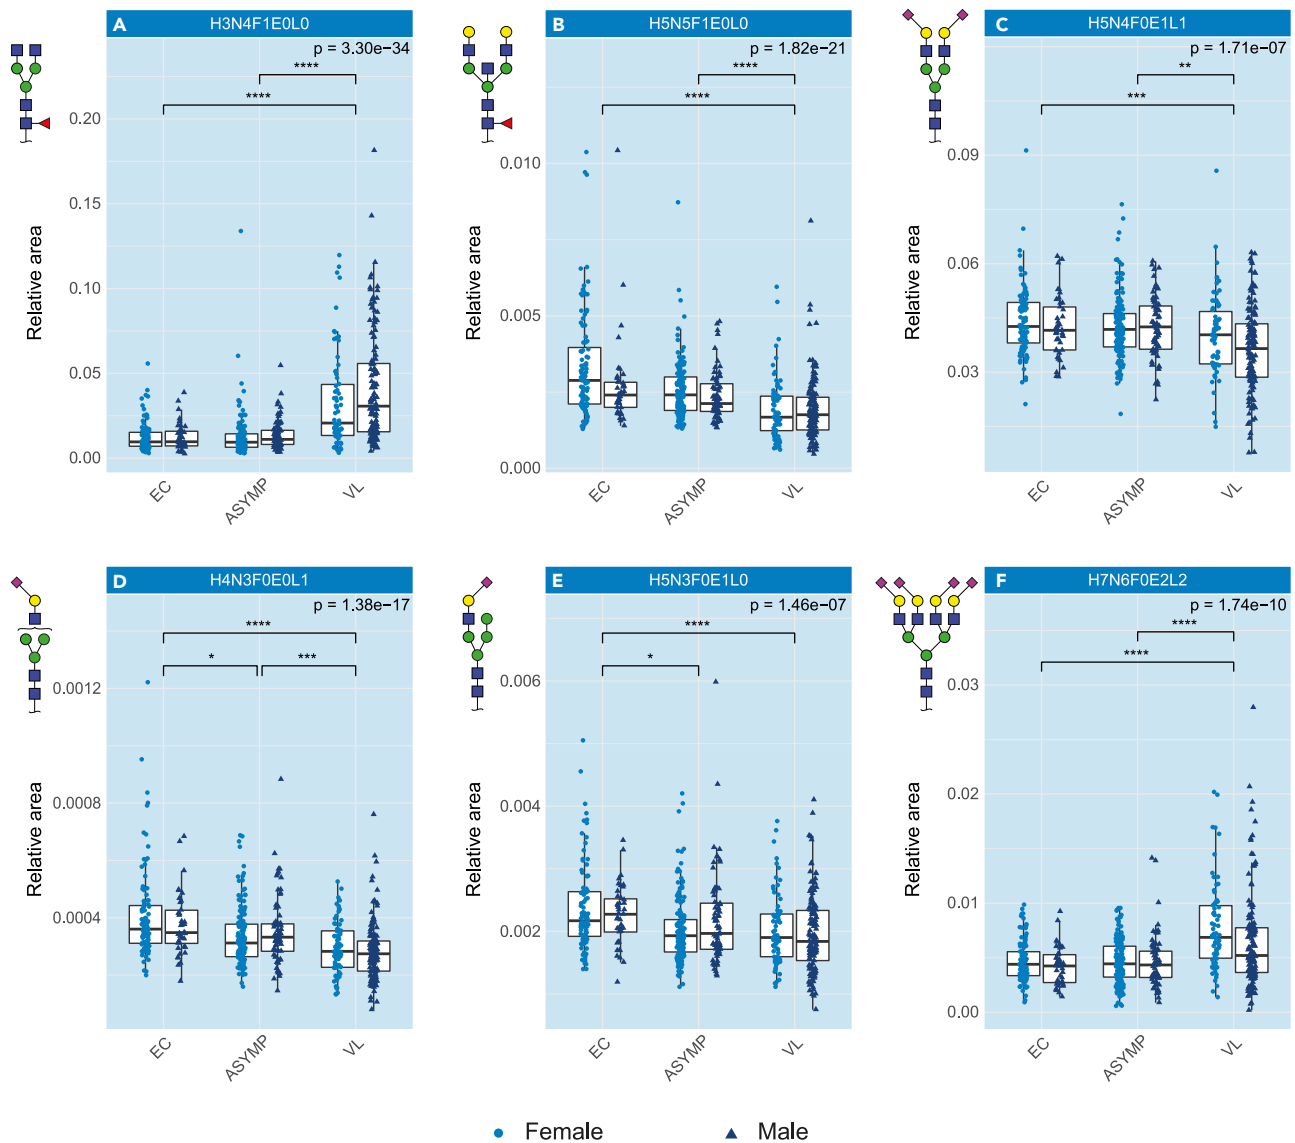 A H3N4F1E0L0
p = 3.30e−34
****
****
Relative area
0.20
0.15
0.10
0.05
0.00
EC
ASYMP
VL
B H5N5F1E0L0
p = 1.82e−21
****
****
Relative area
0.010
0.005
0.000
EC
ASYMP
VL
C H5N4F0E1L1
p = 1.71e−07
**
***
Relative area
0.09
0.06
0.03
EC
ASYMP
VL
D H4N3F0E0L1
p = 1.38e−17
****
* ***
Relative area
0.0012
0.0008
0.0004
EC
ASYMP
VL
E H5N3F0E1L0
p = 1.46e−07
****
*
Relative area
0.006
0.004
0.002
EC
ASYMP
VL
F H7N6F0E2L2
p = 1.74e−10
****
****
Relative area
0.03
0.02
0.01
0.00
EC
ASYMP
VL
Female Male